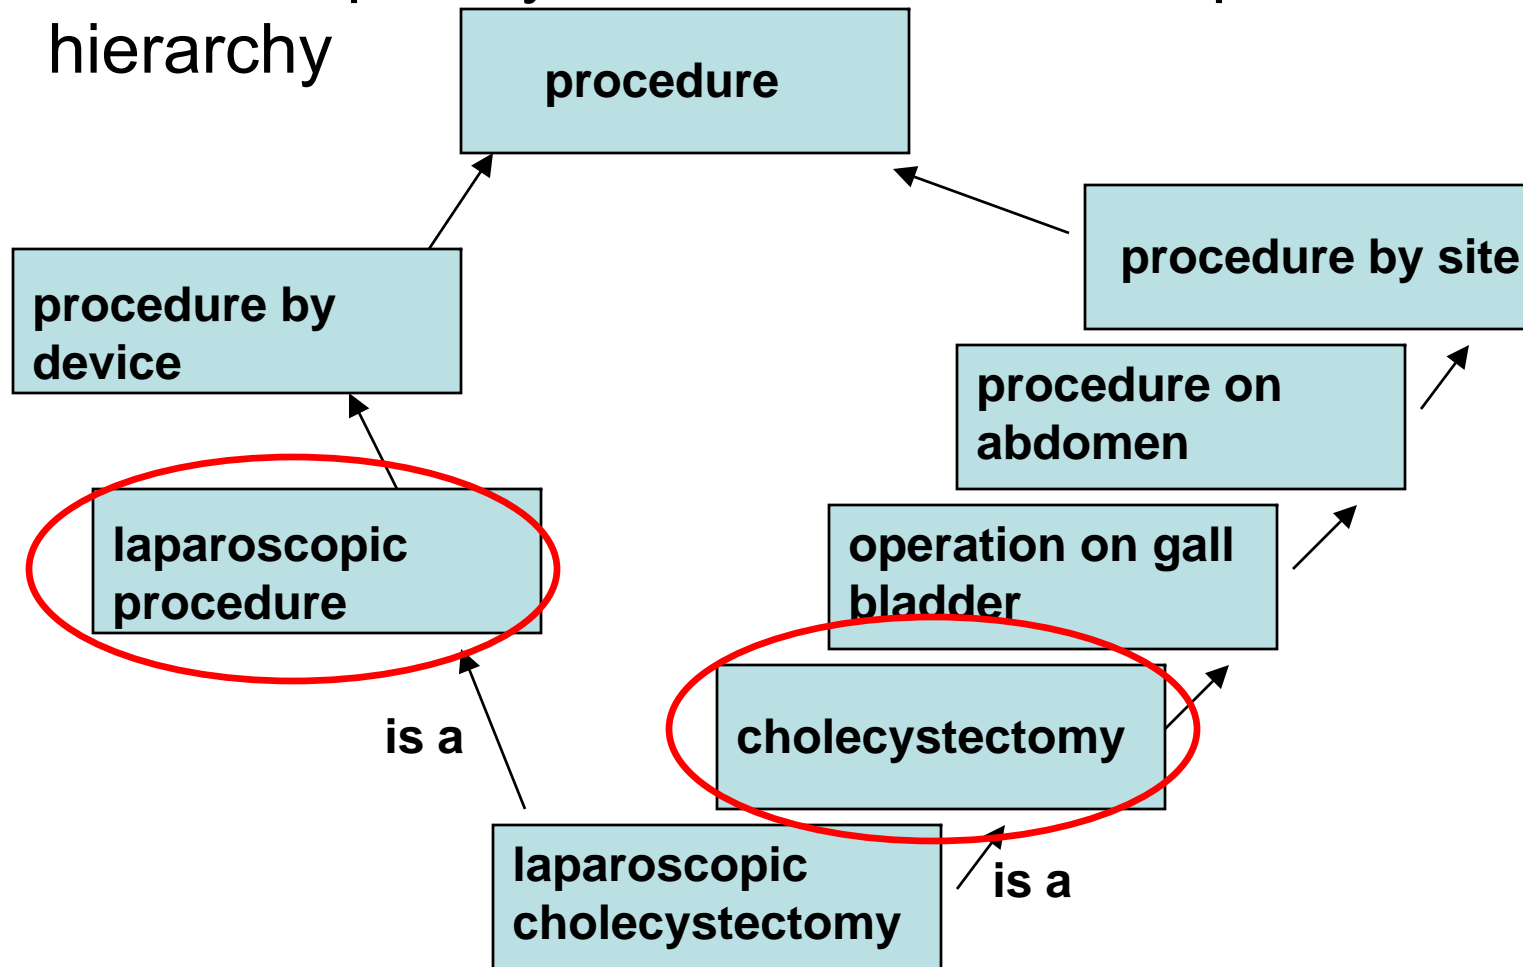 hierarchy
procedure
procedure by site
procedure by
device
procedure on
abdomen
laparoscopic
procedure
operation on gall
bladder
is a
cholecystectomy
laparoscopic
cholecystectomy
is a